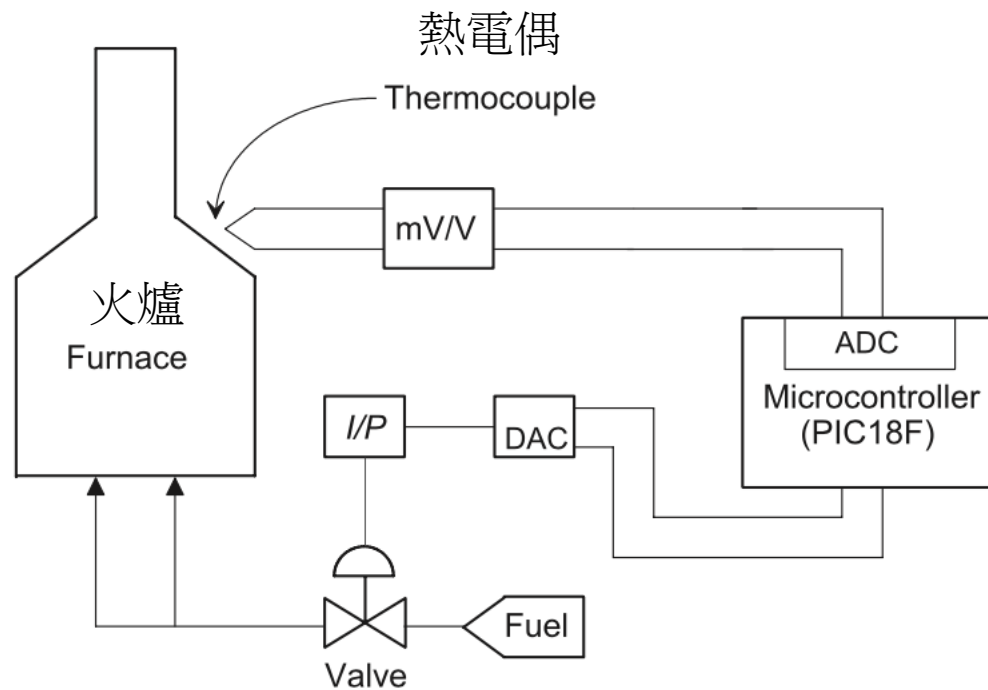 熱電偶
Thermocouple
mV/V
火爐
Furnace
ADC
Microcontroller
(PIC18F)
I/P
DAC
Fuel
Valve